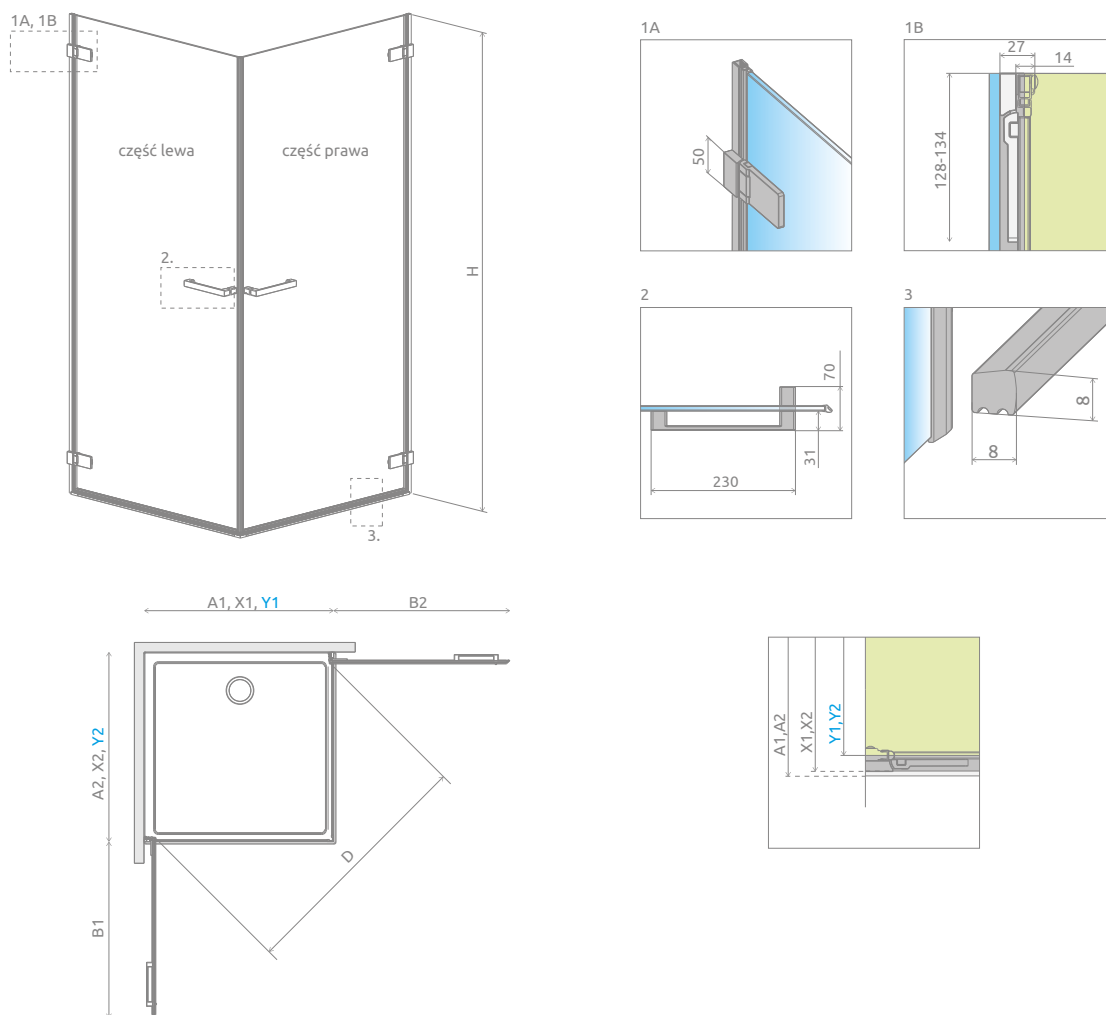 1A, 1B
część lewa
część prawa
2.
H
3.
1A
50
1B
27
14
128-134
2
70
31
230
3
8
8
A1, X1, Y1
B2
A2, X2, Y2
D
B1
A1,A2
X1,X2
Y1,Y2